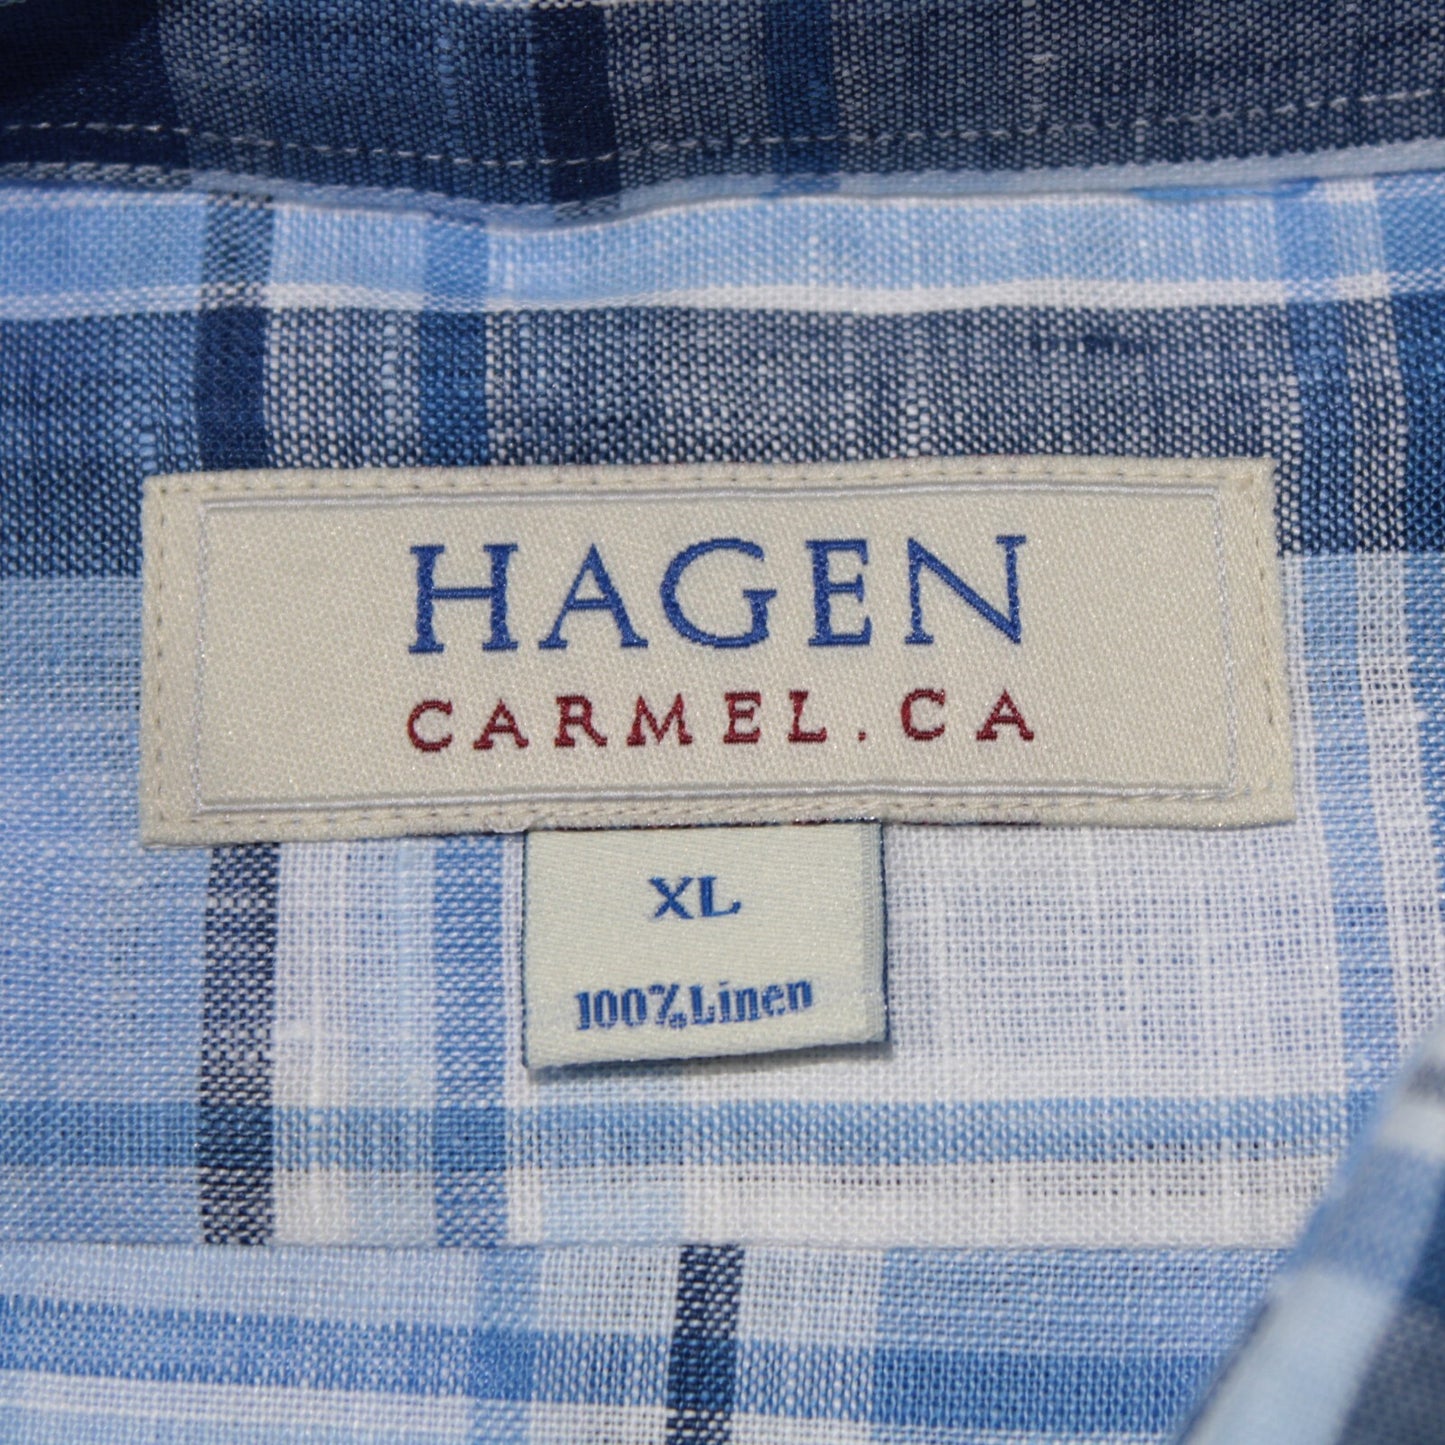 HAGEN
CARMEL.CA
XL
100%Linen